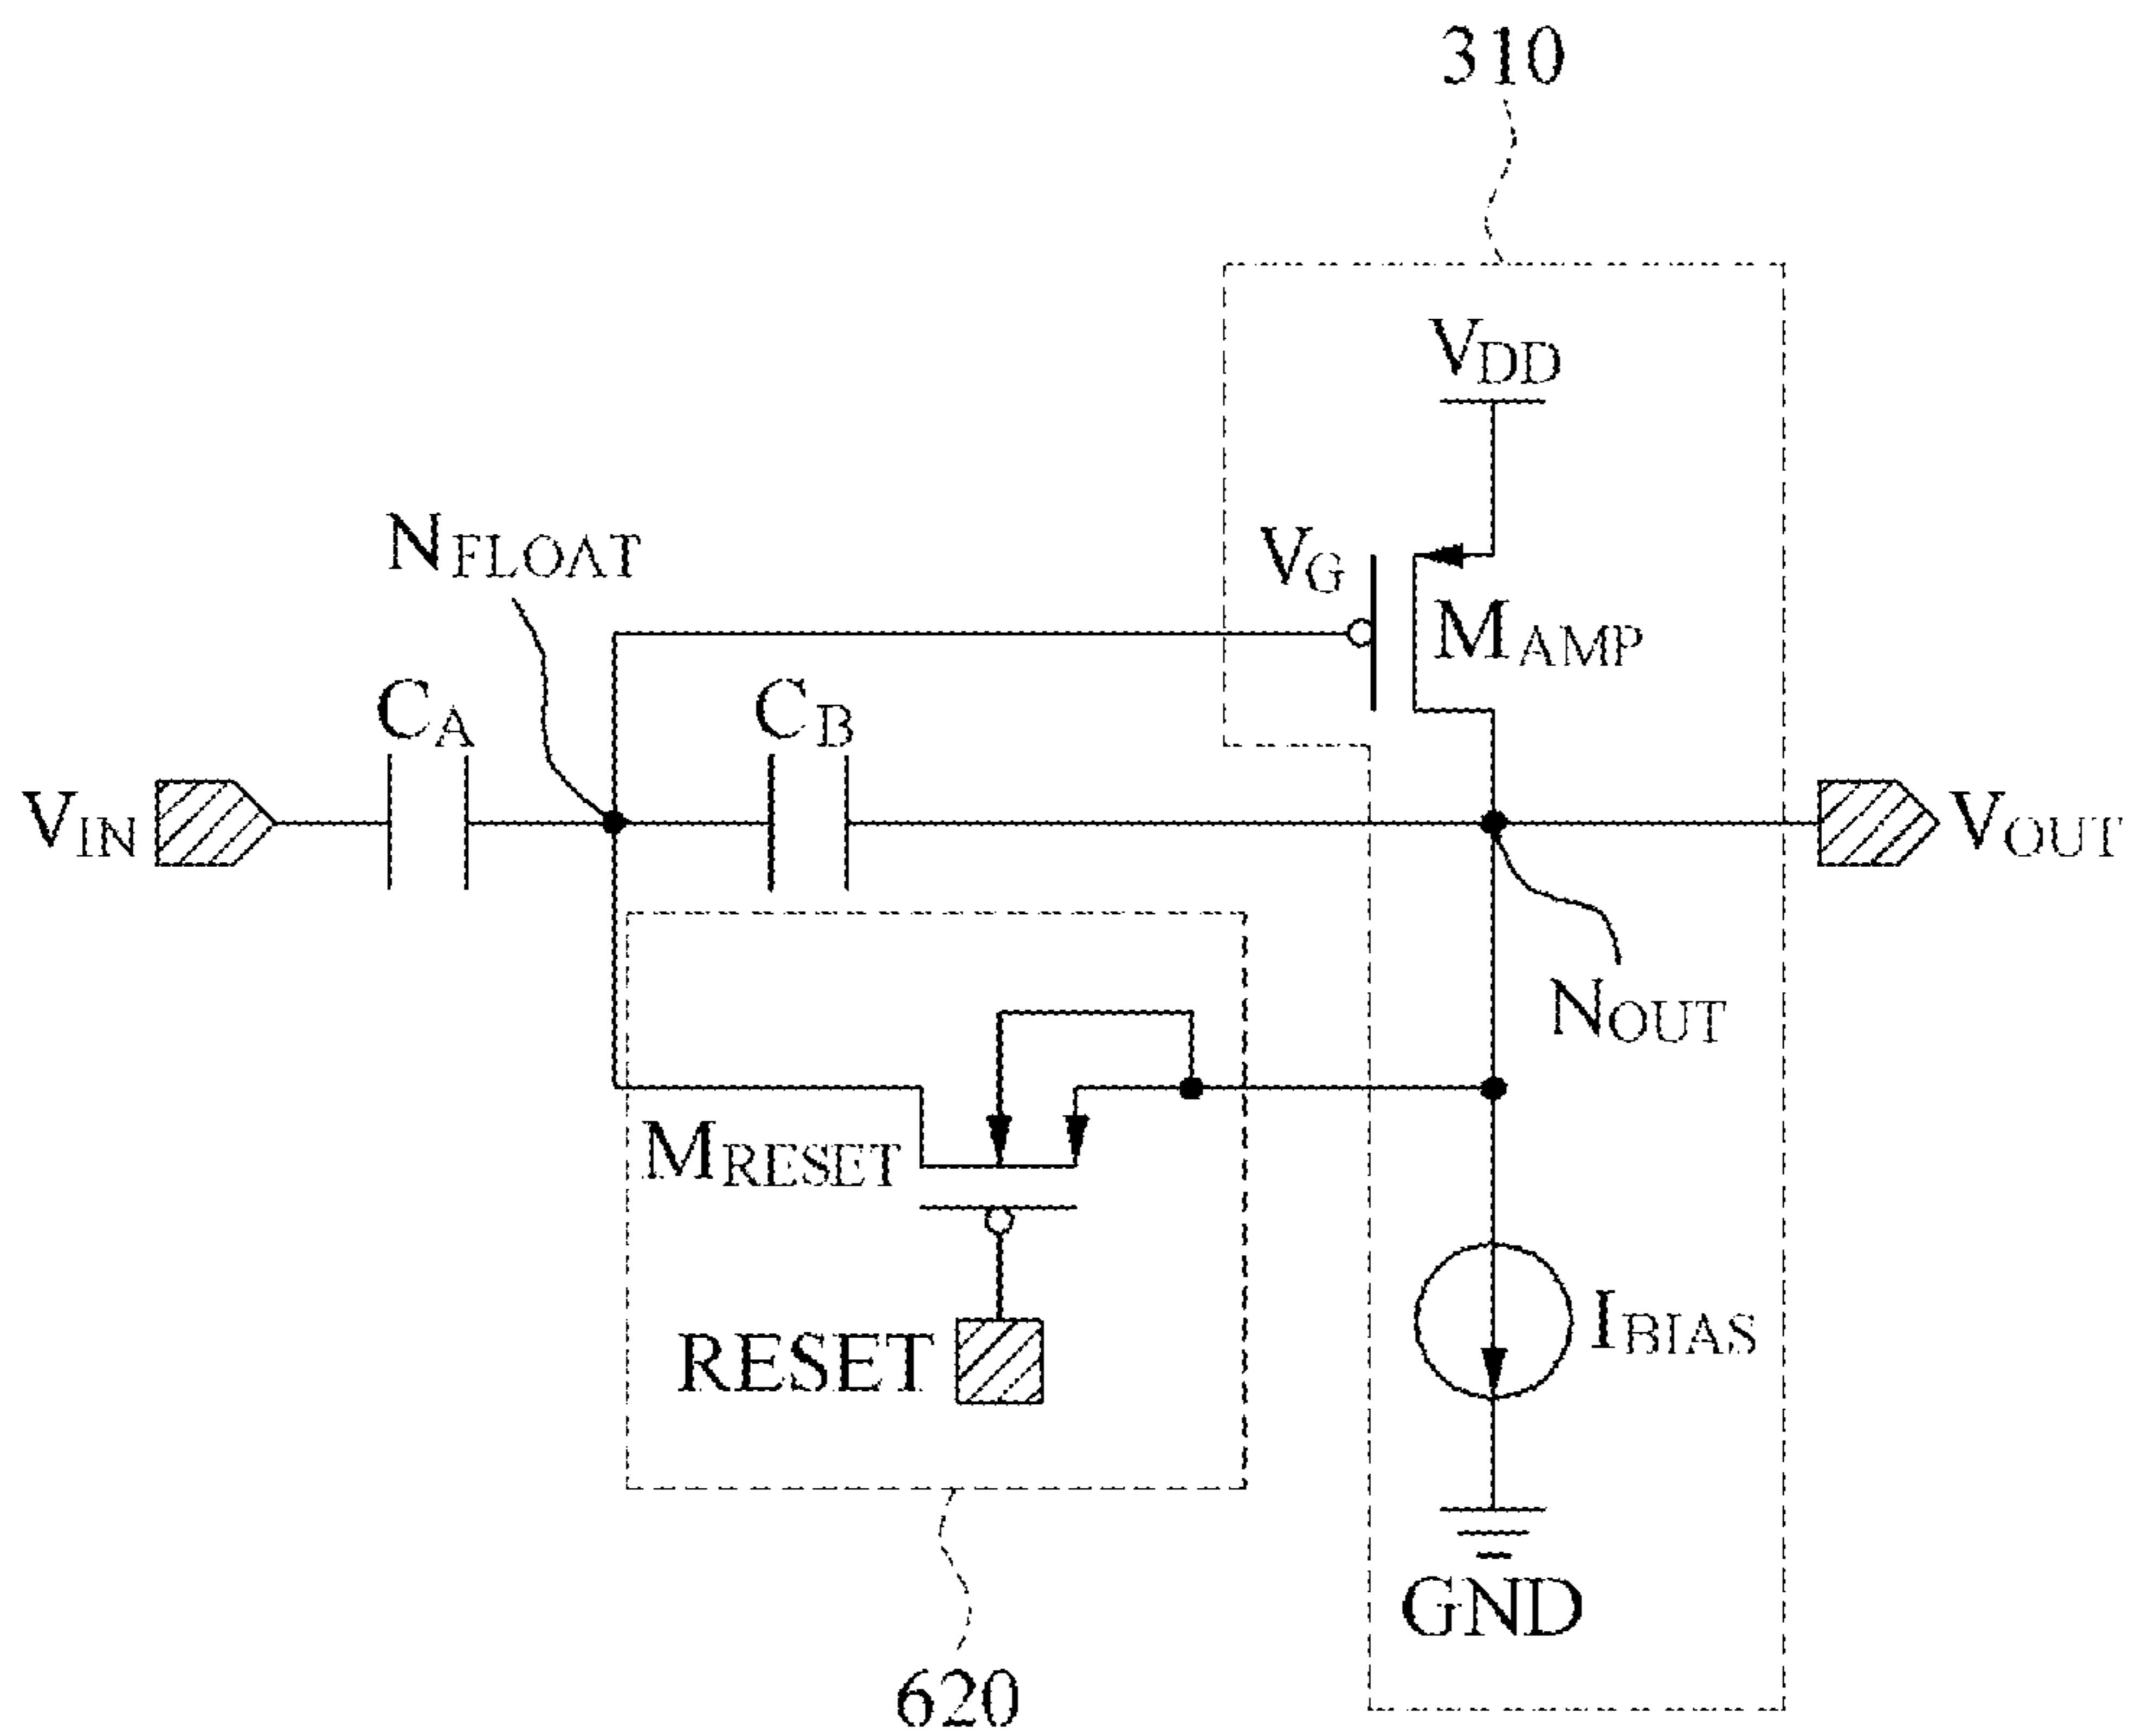 310
VDD
NFLOAT
VG
MAMP
CA
CB
VIN
VOUT
NOUT
MRESET
RESET
IBIAS
GND
620